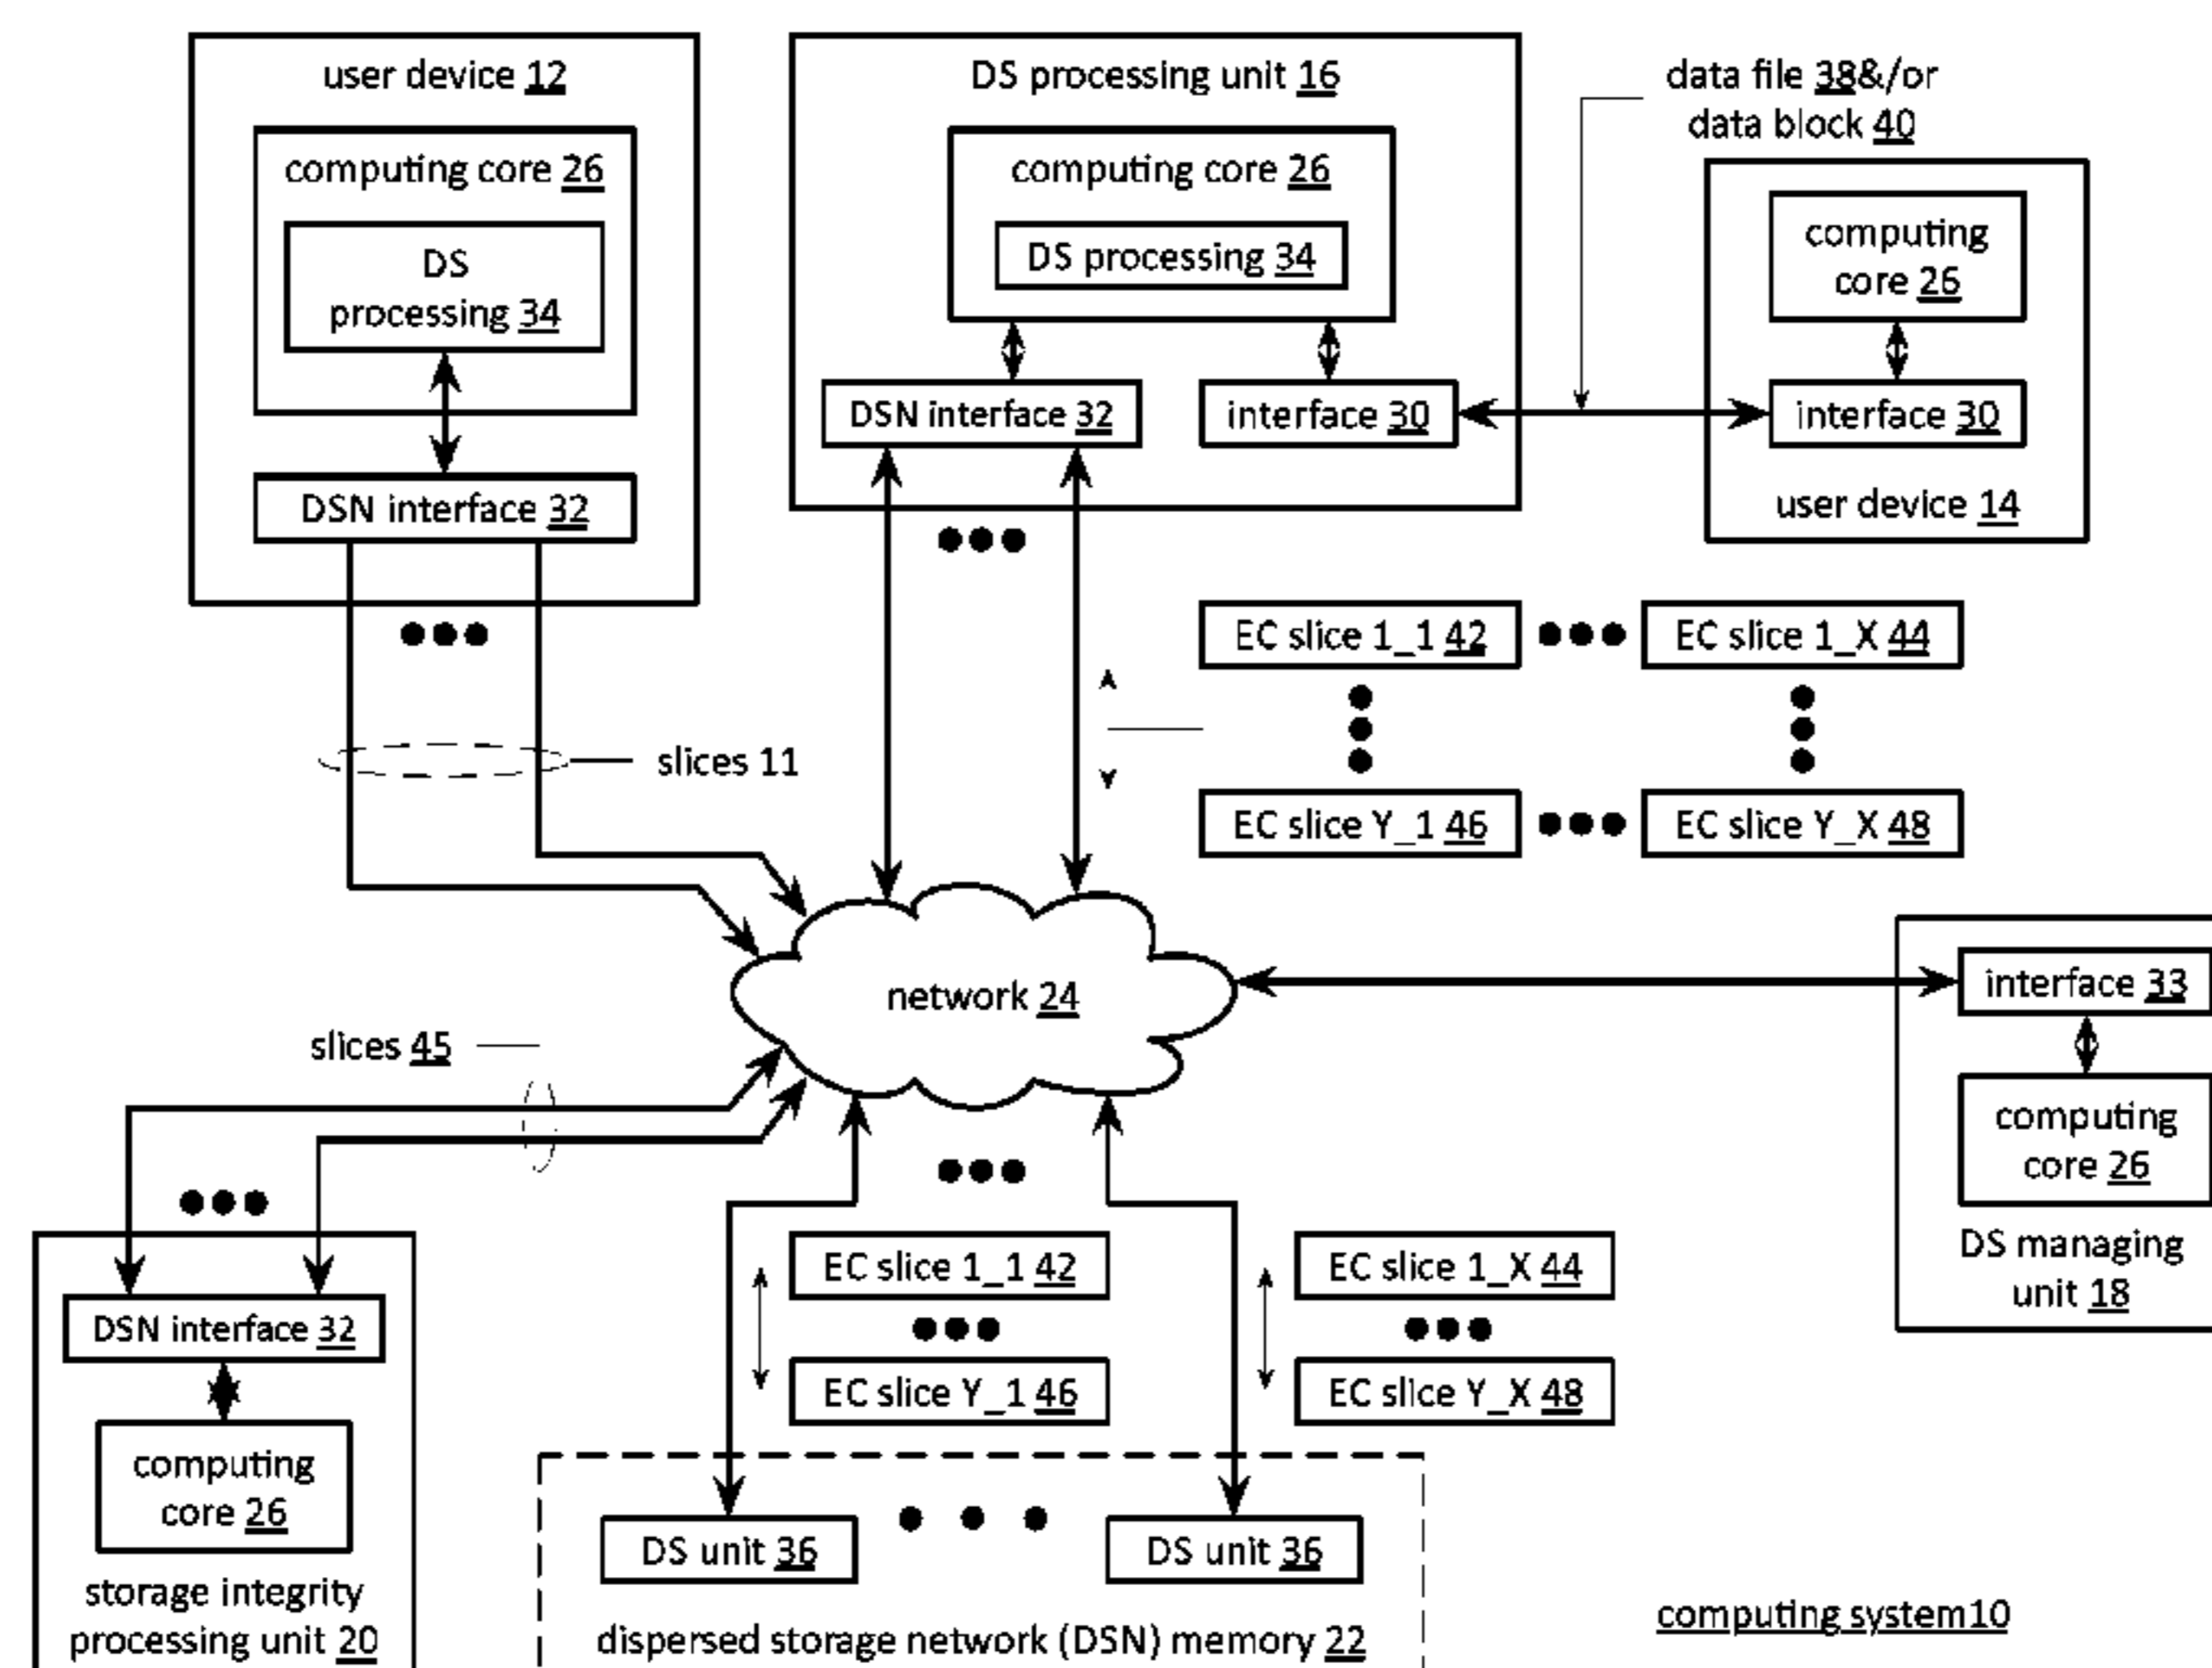 user device 12
computing core 26
DS
processing 34
DSN interface 32
slices 11
DS processing unit 16
computing core 26
DS processing 34
DSN interface 32
interface 30
data file 38&/or
data block 40
computing
core 26
interface 30
user device 14
EC slice 1_1 42
EC slice 1_X 44
EC slice Y_1 46
EC slice Y_X 48
network 24
interface 33
computing
core 26
DS managing
unit 18
slices 45
DSN interface 32
computing
core 26
storage integrity
processing unit 20
EC slice 1_1 42
EC slice Y_1 46
EC slice 1_X 44
EC slice Y_X 48
DS unit 36
DS unit 36
dispersed storage network (DSN) memory 22
computing system10